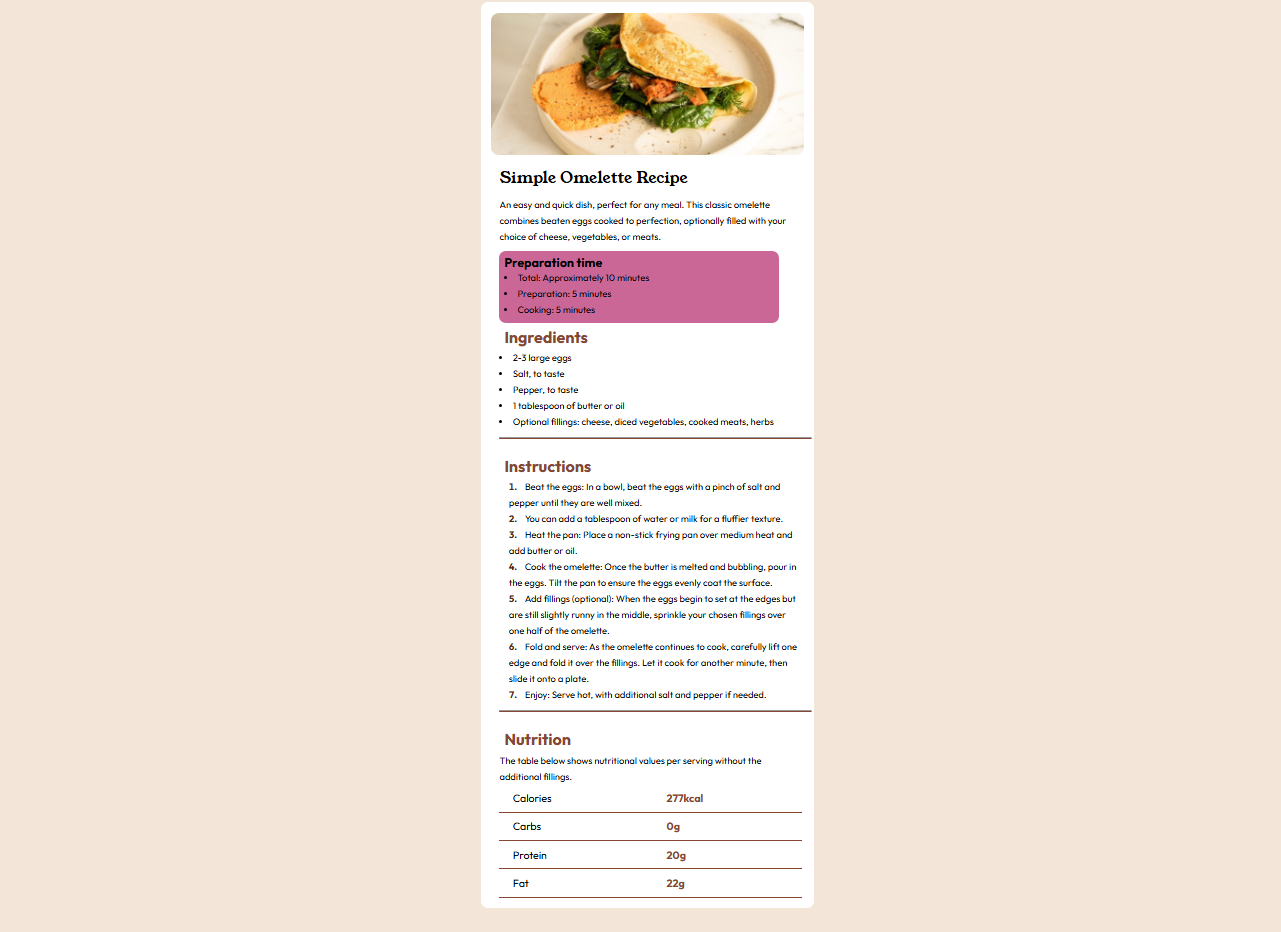 Simple Omelette Recipe
An easy and quick dish, perfect for any meal. This classic omelette
combines beaten eggs cooked to perfection, optionally filled with your
choice of cheese, vegetables, or meats.
Preparation time
• Total: Approximately 10 minutes
• Preparation: 5 minutes
• Cooking: 5 minutes
Ingredients
• 2-3 large eggs
• Salt, to taste
• Pepper, to taste
• 1 tablespoon of butter or oil
• Optional fillings: cheese, diced vegetables, cooked meats, herbs
Instructions
1. Beat the eggs: In a bowl, beat the eggs with a pinch of salt and
pepper until they are well mixed.
2. You can add a tablespoon of water or milk for a fluffier texture.
3. Heat the pan: Place a non-stick frying pan over medium heat and
add butter or oil.
4. Cook the omelette: Once the butter is melted and bubbling, pour in
the eggs. Tilt the pan to ensure the eggs evenly coat the surface.
5. Add fillings (optional): When the eggs begin to set at the edges but
are still slightly runny in the middle, sprinkle your chosen fillings over
one half of the omelette.
6. Fold and serve: As the omelette continues to cook, carefully lift one
edge and fold it over the fillings. Let it cook for another minute, then
slide it onto a plate.
7. Enjoy: Serve hot, with additional salt and pepper if needed.
Nutrition
The table below shows nutritional values per serving without the
additional fillings.
Calories 277kcal
Carbs 0g
Protein 20g
Fat 22g